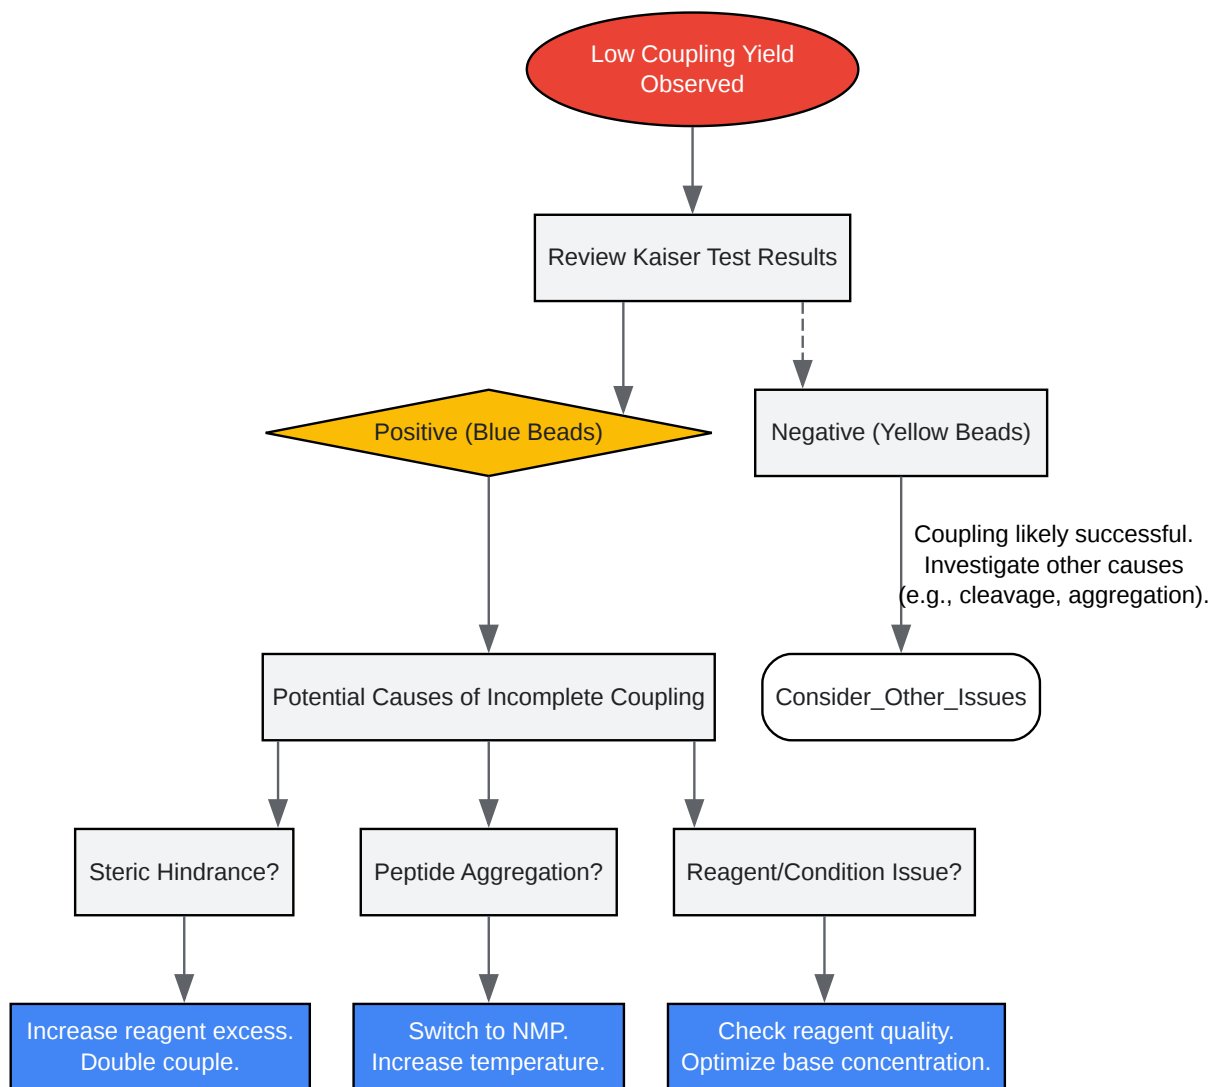 Low Coupling Yield
Observed
Review Kaiser Test Results
Positive (Blue Beads)
Negative (Yellow Beads)
Coupling likely successful.
Investigate other causes
(e.g., cleavage, aggregation).
Potential Causes of Incomplete Coupling
Consider_Other_Issues
Steric Hindrance?
Peptide Aggregation?
Reagent/Condition Issue?
Increase reagent excess.
Double couple.
Switch to NMP.
Increase temperature.
Check reagent quality.
Optimize base concentration.